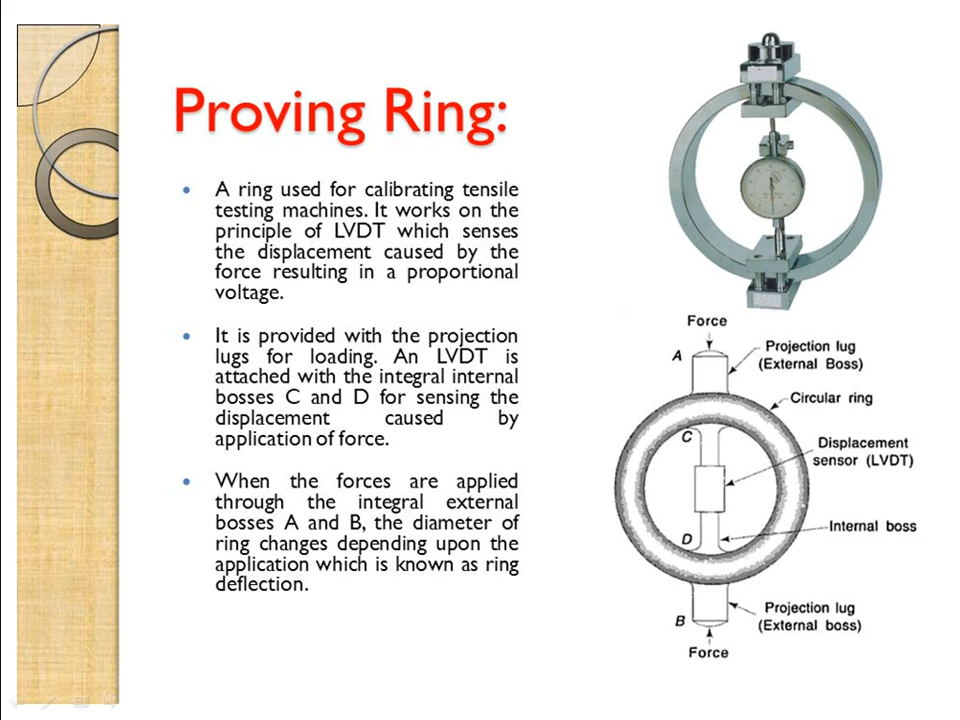 Proving Ring:
A ring used for calibrating tensile
testing machines. It works on the
principle of LVDT which senses
the displacement caused by the
force resulting in a proportional
voltage.
It is provided with the projection
lugs for loading. An LVDT is
attached with the integral internal
bosses C and D for sensing the
displacement caused by
application of force.
When the forces are applied
through the integral external
bosses A and B, the diameter of
ring changes depending upon the
application which is known as ring
deflection.
Force
A
Projection lug
(External Boss)
Circular ring
C
Displacement
sensor (LVDT)
Internal boss
D
Projection lug
(External boss)
B
Force